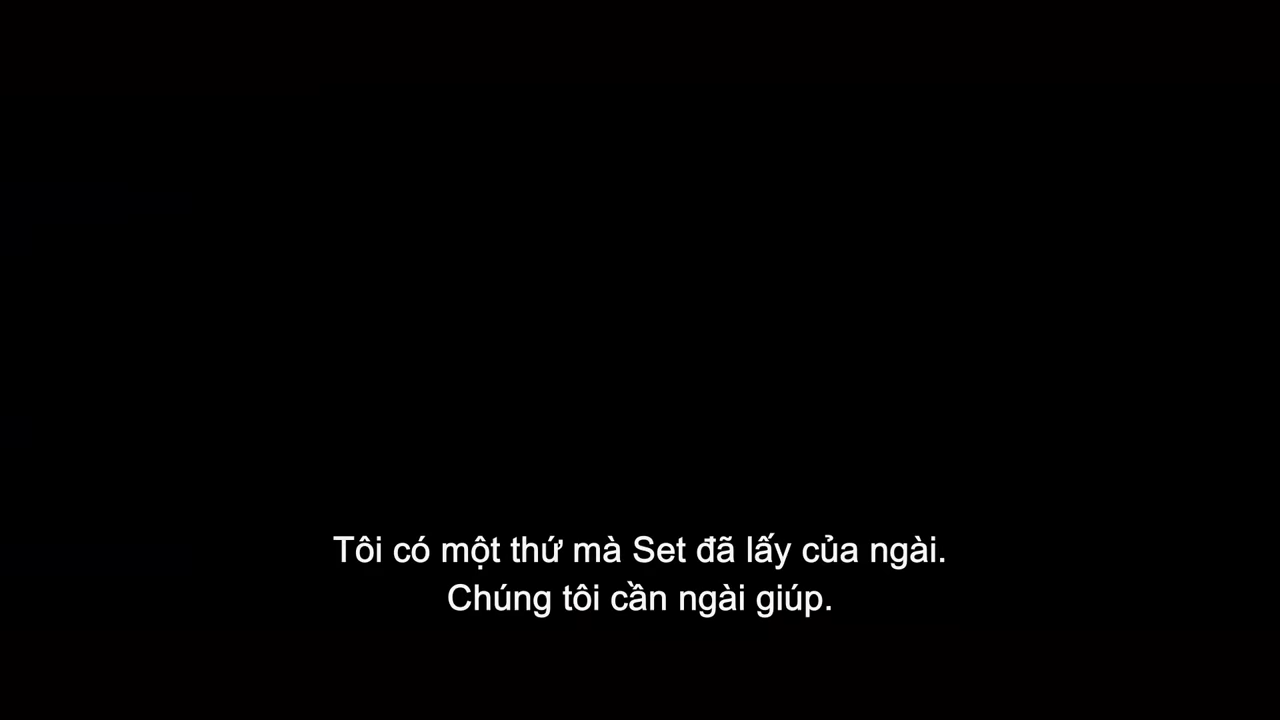 Tôi có một thứ mà Set đã lấy của ngài.
Chúng tôi cần ngài giúp.